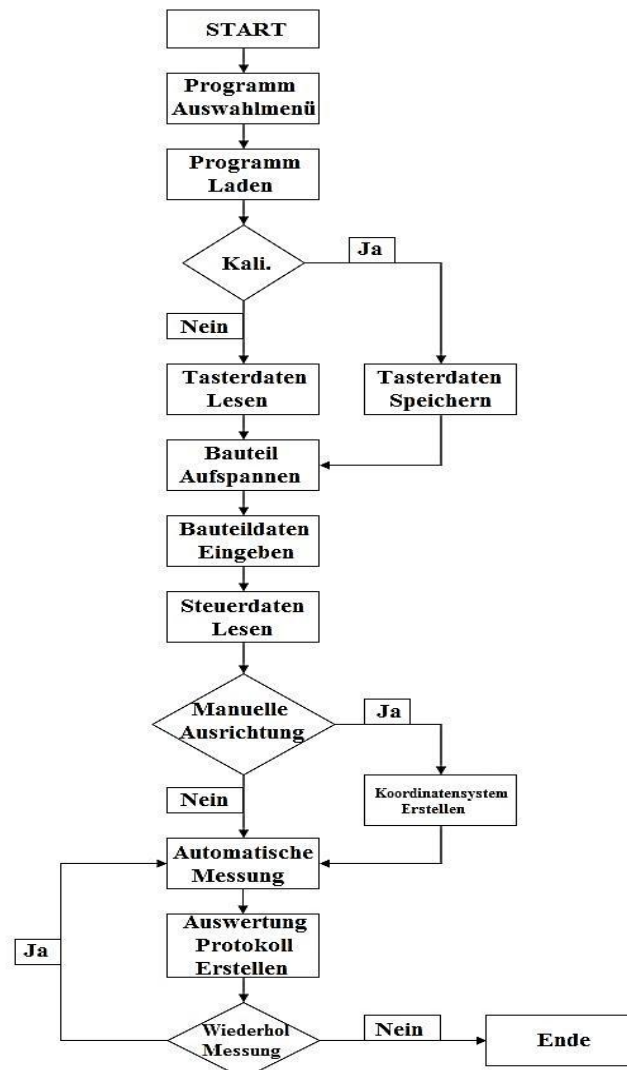 START
Programm
Auswahlmenü
Programm
Laden
Kali.
Ja
Nein
Tasterdaten
Lesen
Tasterdaten
Speichern
Bauteil
Aufspannen
Bauteildaten
Eingeben
Steuerdaten
Lesen
Manuelle
Ausrichtung
Ja
Nein
Koordinatensystem
Erstellen
Automatische
Messung
Auswertung
Protokoll
Erstellen
Ja
Wiederhol
Messung
Nein
Ende